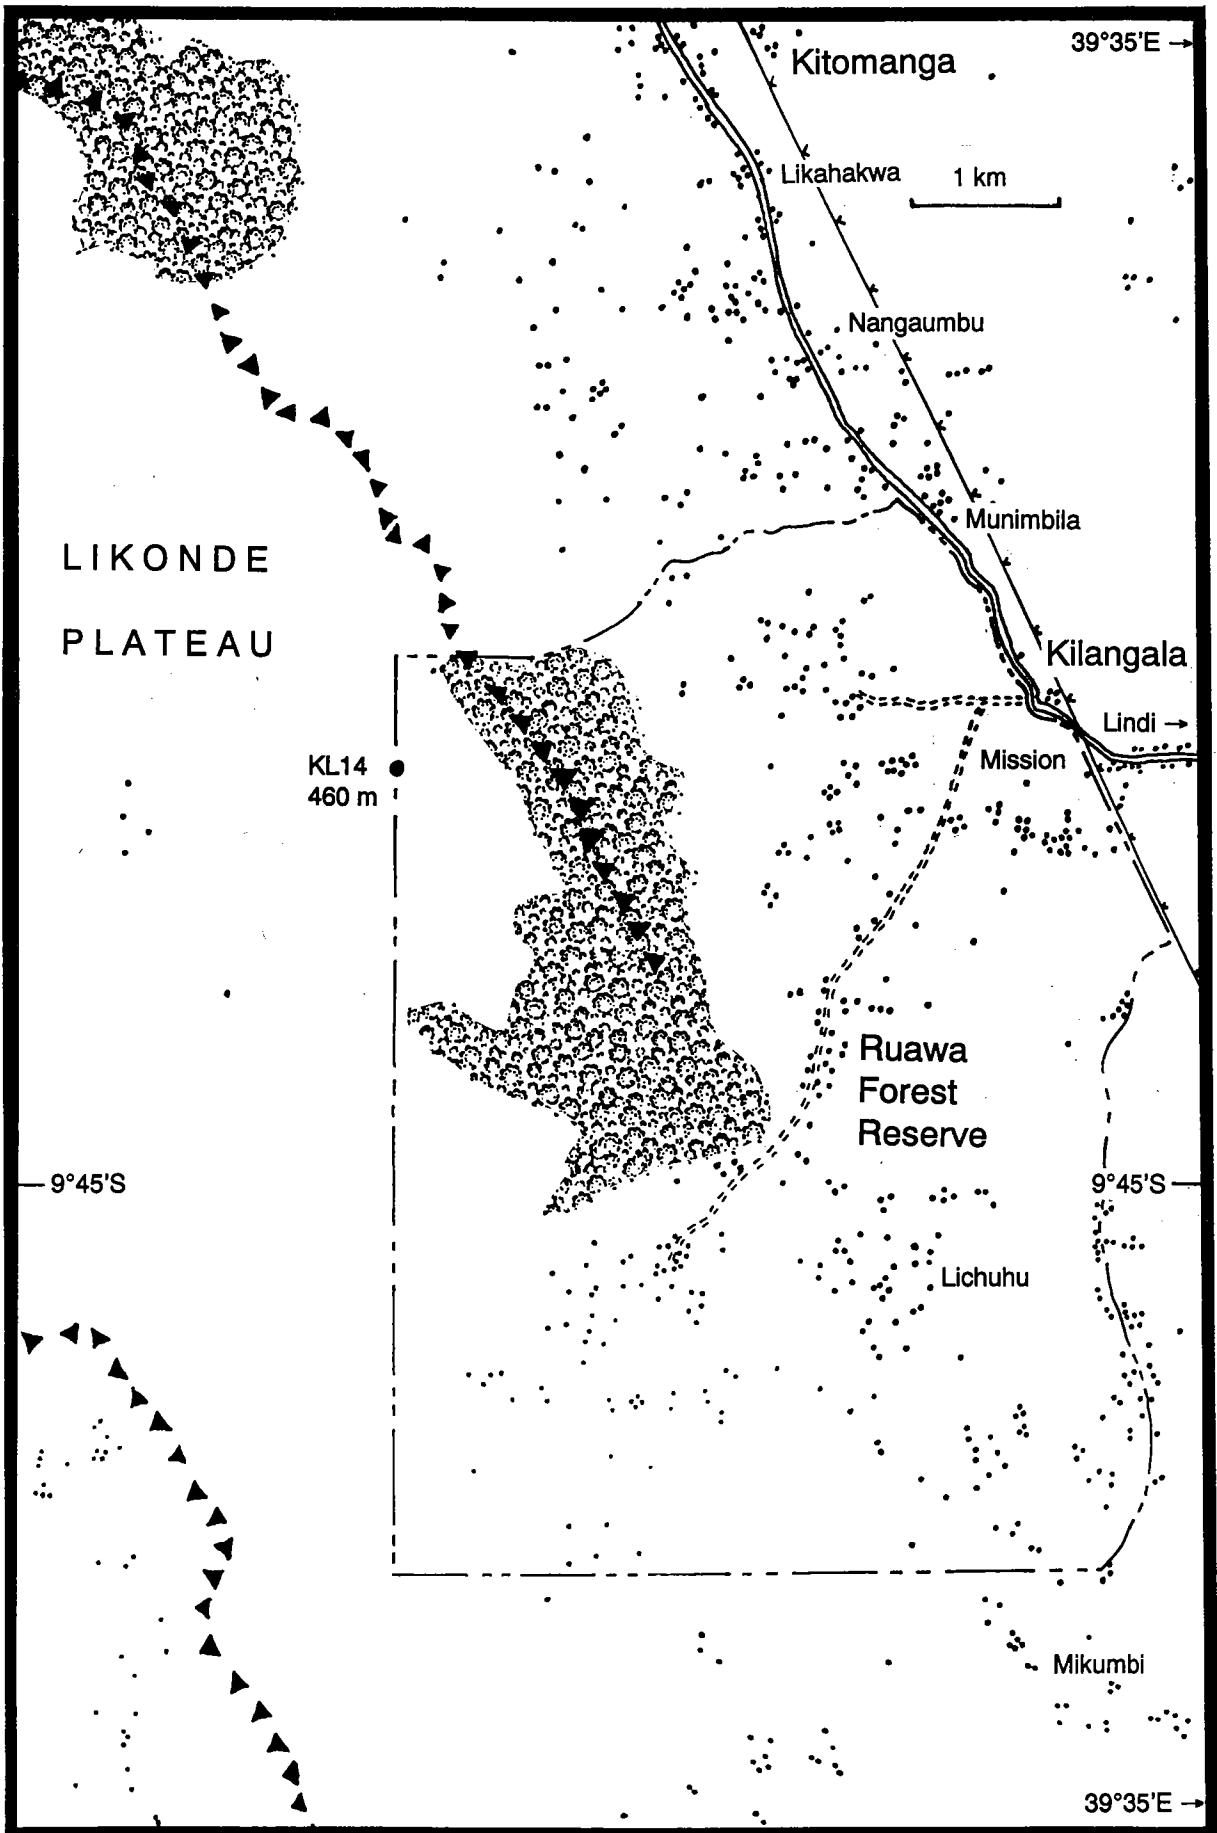 39°35'E
Kitomanga
Likahakwa
1 km
Nangaumbu
Munimbila
LIKONDE
PLATEAU
Kilangala
Lindi
Mission
KL14
460 m
Ruawa
Forest
Reserve
9°45'S
9°45'S
Lichuhu
Mikumbi
39°35'E